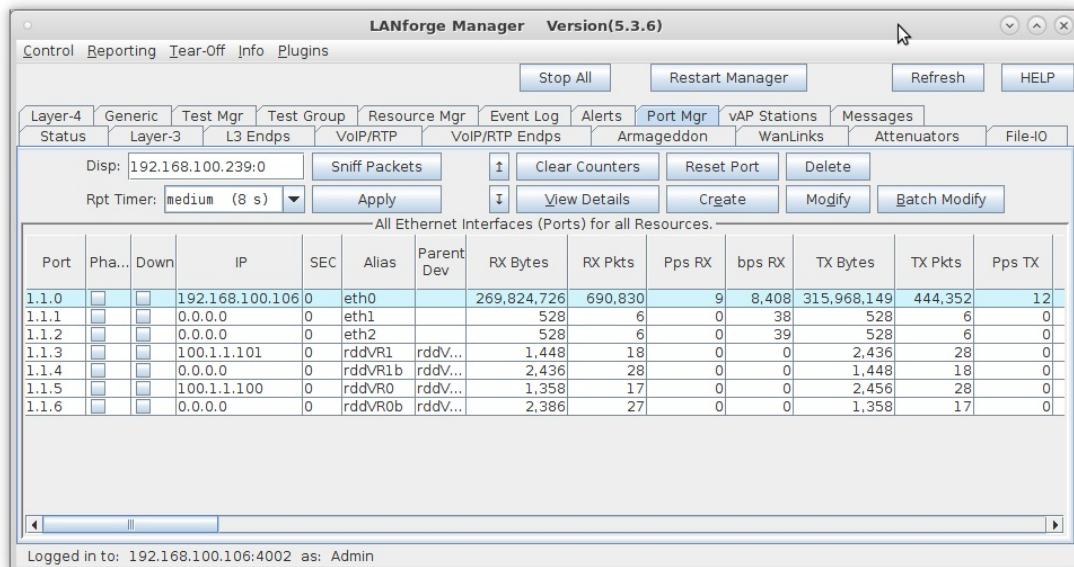 LANforge Manager Version(5.3.6)
Control Reporting Tear-Off Info Plugins
Stop All Restart Manager Refresh HELP
Layer-4 Generic Test Mgr Test Group Resource Mgr Event Log Alerts Port Mgr vAP Stations Messages
Status Layer-3 L3 Endps VoIP/RTP VoIP/RTP Endps Armageddon WanLinks Attenuators File-IO
Disp: 192.168.100.239:0 Sniff Packets ↑ Clear Counters Reset Port Delete
Rpt Timer: medium (8 s) Apply ↓ View Details Create Modify Batch Modify
All Ethernet Interfaces (Ports) for all Resources.
Port Pha... Down IP SEC Alias Parent Dev RX Bytes RX Pkts Pps RX bps RX TX Bytes TX Pkts Pps TX
1.1.0 192.168.100.106 0 eth0 269,824,726 690,830 9 8,408 315,968,149 444,352 12
1.1.1 0.0.0.0 0 eth1 528 6 0 38 528 6 0
1.1.2 0.0.0.0 0 eth2 528 6 0 39 528 6 0
1.1.3 100.1.1.101 0 rddVR1 rddV... 1,448 18 0 0 2,436 28 0
1.1.4 0.0.0.0 0 rddVR1b rddV... 2,436 28 0 0 1,448 18 0
1.1.5 100.1.1.100 0 rddVR0 rddV... 1,358 17 0 0 2,456 28 0
1.1.6 0.0.0.0 0 rddVR0b rddV... 2,386 27 0 0 1,358 17 0
Logged in to: 192.168.100.106:4002 as: Admin